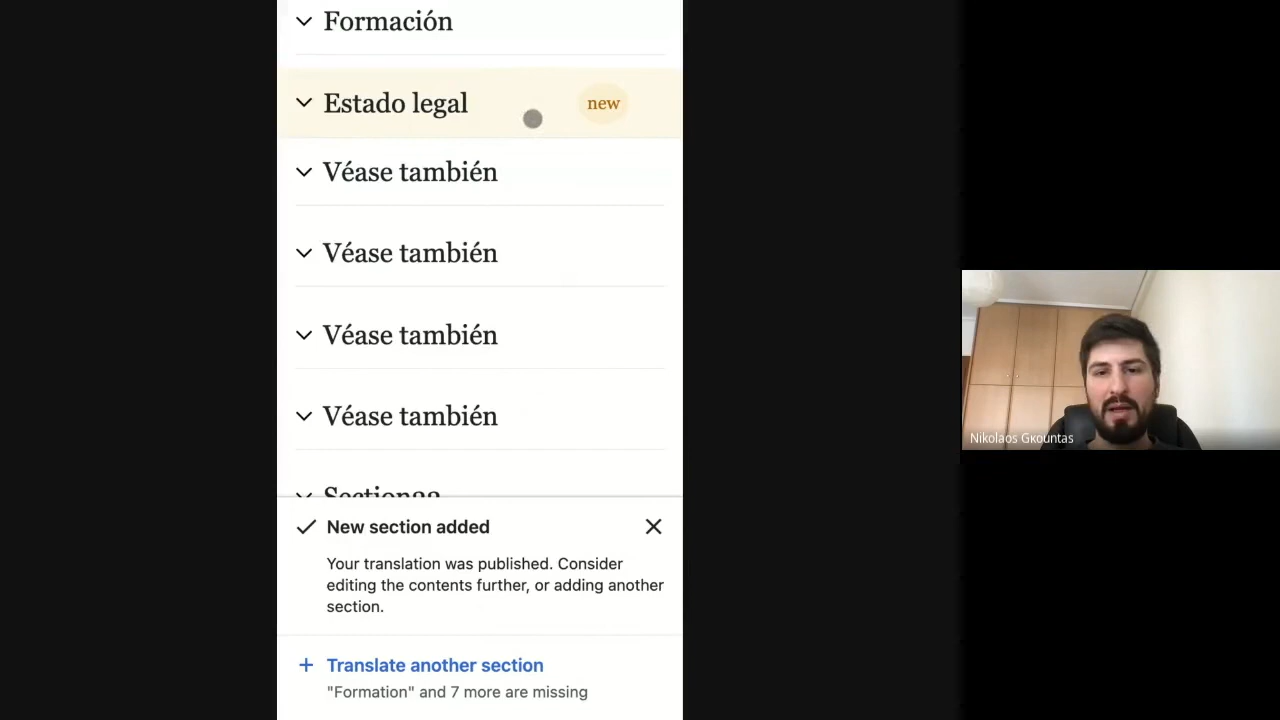 Formación
Estado legal
new
Véase también
Véase también
Véase también
Véase también
New section added
Your translation was published. Consider
editing the contents further, or adding another
section.
Translate another section
"Formation" and 7 more are missing
Nikolaos Gkountas